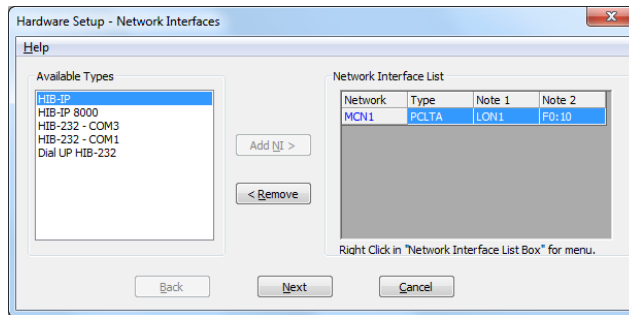 Hardware Setup - Network Interfaces
Help
Available Types
HIB-IP
HIB-IP 8000
HIB-232 - COM3
HIB-232 - COM1
Dial UP HIB-232
Add NI >
< Remove
Network Interface List
Network Type Note 1 Note 2
MCN1 PCLTA LON1 F0:10
Right Click in "Network Interface List Box" for menu.
Back Next Cancel